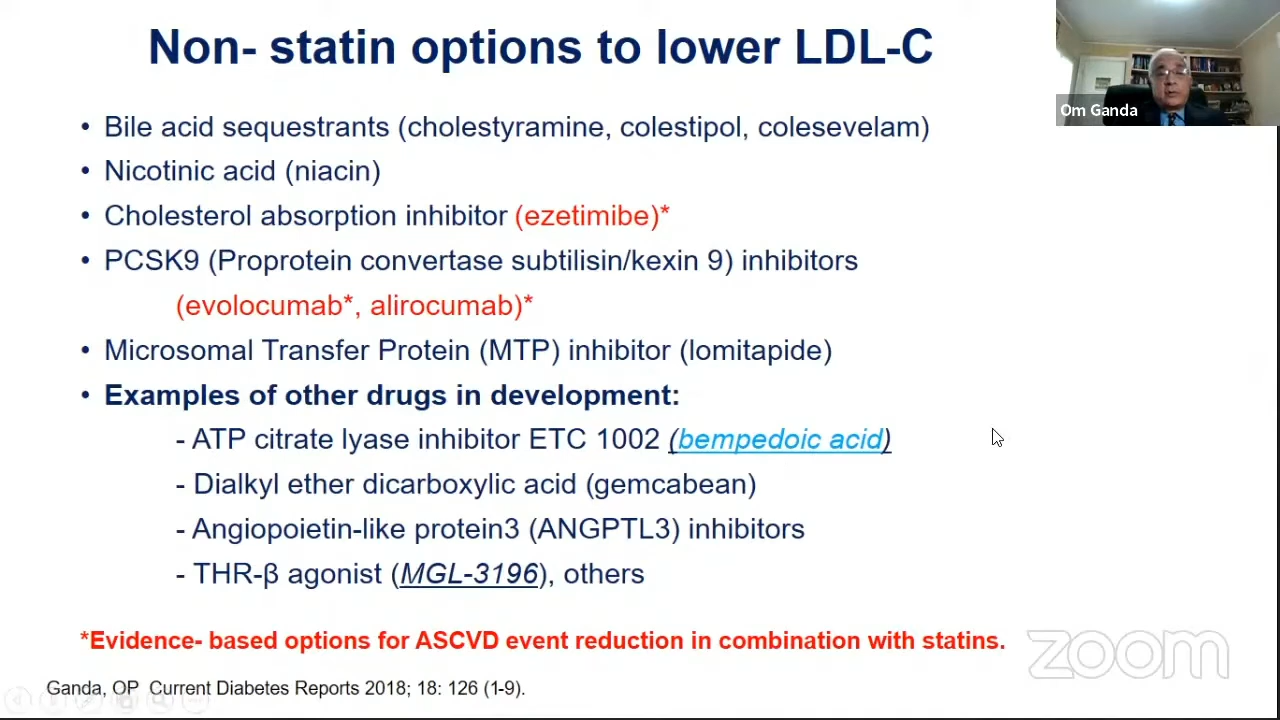 Non- statin options to lower LDL-C
Om Ganda
• Bile acid sequestrants (cholestyramine, colestipol, colesevelam)
• Nicotinic acid (niacin)
• Cholesterol absorption inhibitor (ezetimibe)*
• PCSK9 (Proprotein convertase subtilisin/kexin 9) inhibitors
(evolocumab*, alirocumab)*
• Microsomal Transfer Protein (MTP) inhibitor (lomitapide)
• Examples of other drugs in development:
- ATP citrate lyase inhibitor ETC 1002 (bempedoic acid)
- Dialkyl ether dicarboxylic acid (gemcabean)
- Angiopoietin-like protein3 (ANGPTL3) inhibitors
- THR-β agonist (MGL-3196), others
*Evidence- based options for ASCVD event reduction in combination with statins.
zoom
Ganda, OP Current Diabetes Reports 2018; 18: 126 (1-9).